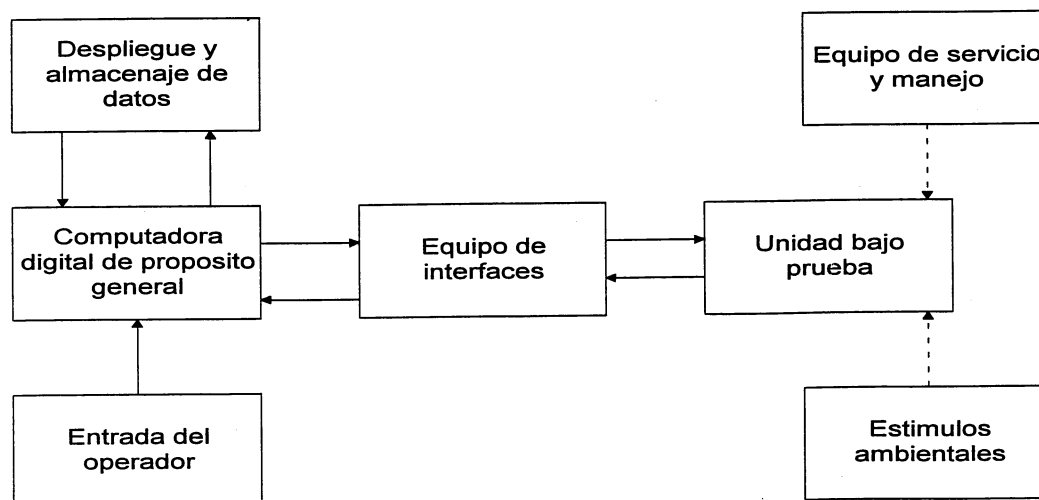 Despliegue y
almacenaje de
datos
Equipo de servicio
y manejo
Computadora
digital de proposito
general
Equipo de
interfaces
Unidad bajo
prueba
Entrada del
operador
Estimulos
ambientales